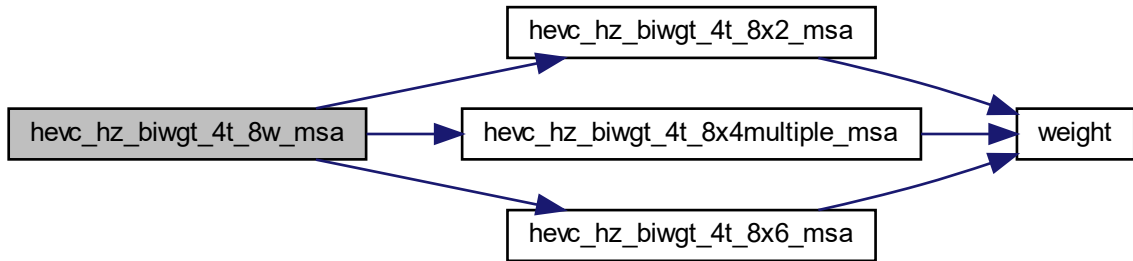 hevc_hz_biwgt_4t_8x2_msa
hevc_hz_biwgt_4t_8w_msa
hevc_hz_biwgt_4t_8x4multiple_msa
weight
hevc_hz_biwgt_4t_8x6_msa